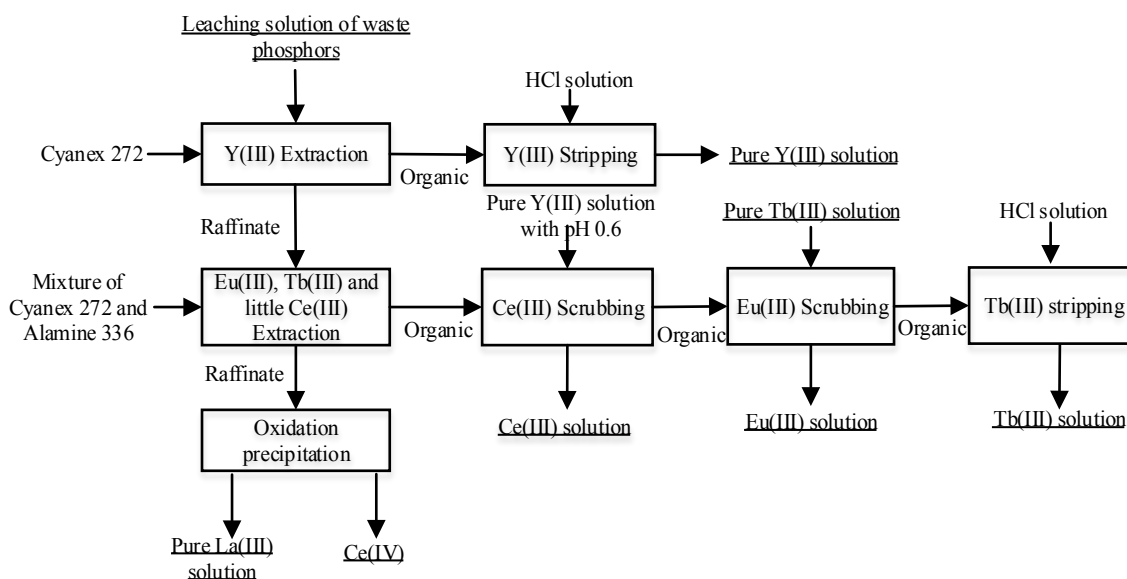 Leaching solution of waste
phosphors
HCl solution
Cyanex 272
Y(III) Extraction
Organic
Y(III) Stripping
Pure Y(III) solution
Raffinate
Pure Y(III) solution
with pH 0.6
Pure Tb(III) solution
HCl solution
Mixture of
Cyanex 272 and
Alamine 336
Eu(III), Tb(III) and
little Ce(III)
Extraction
Organic
Ce(III) Scrubbing
Organic
Eu(III) Scrubbing
Organic
Tb(III) stripping
Raffinate
Ce(III) solution
Eu(III) solution
Tb(III) solution
Oxidation
precipitation
Pure La(III)
solution
Ce(IV)